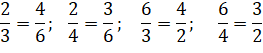 2/3 = 4/6; 2/4 = 3/6; 6/3 = 4/2; 6/4 = 3/2